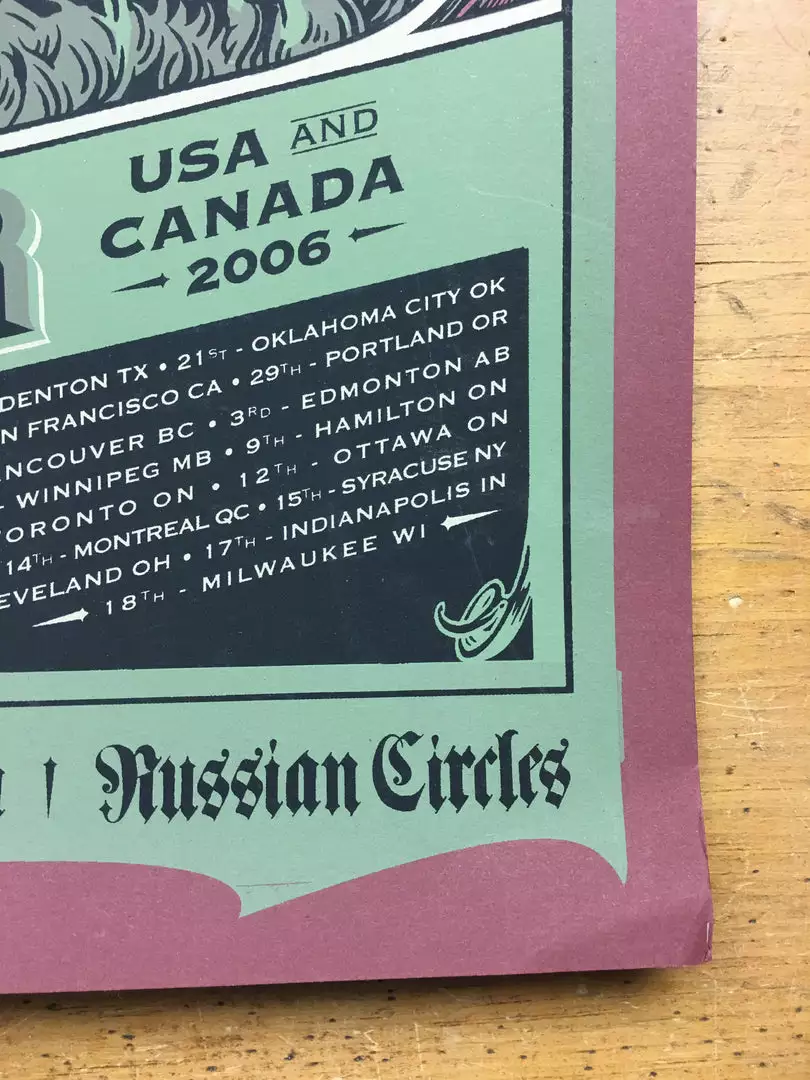 USA AND
CANADA
2006
DENTON TX • 21ST - OKLAHOMA CITY OK
N FRANCISCO CA • 29TH - PORTLAND OR
NCOUVER BC • 3RD - EDMONTON AB
- WINNIPEG MB • 9TH - HAMILTON ON
ORONTO ON • 12TH - OTTAWA ON
14TH - MONTREAL QC • 15TH - SYRACUSE NY
EVELAND OH • 17TH - INDIANAPOLIS IN
18TH - MILWAUKEE WI
Russian Circles